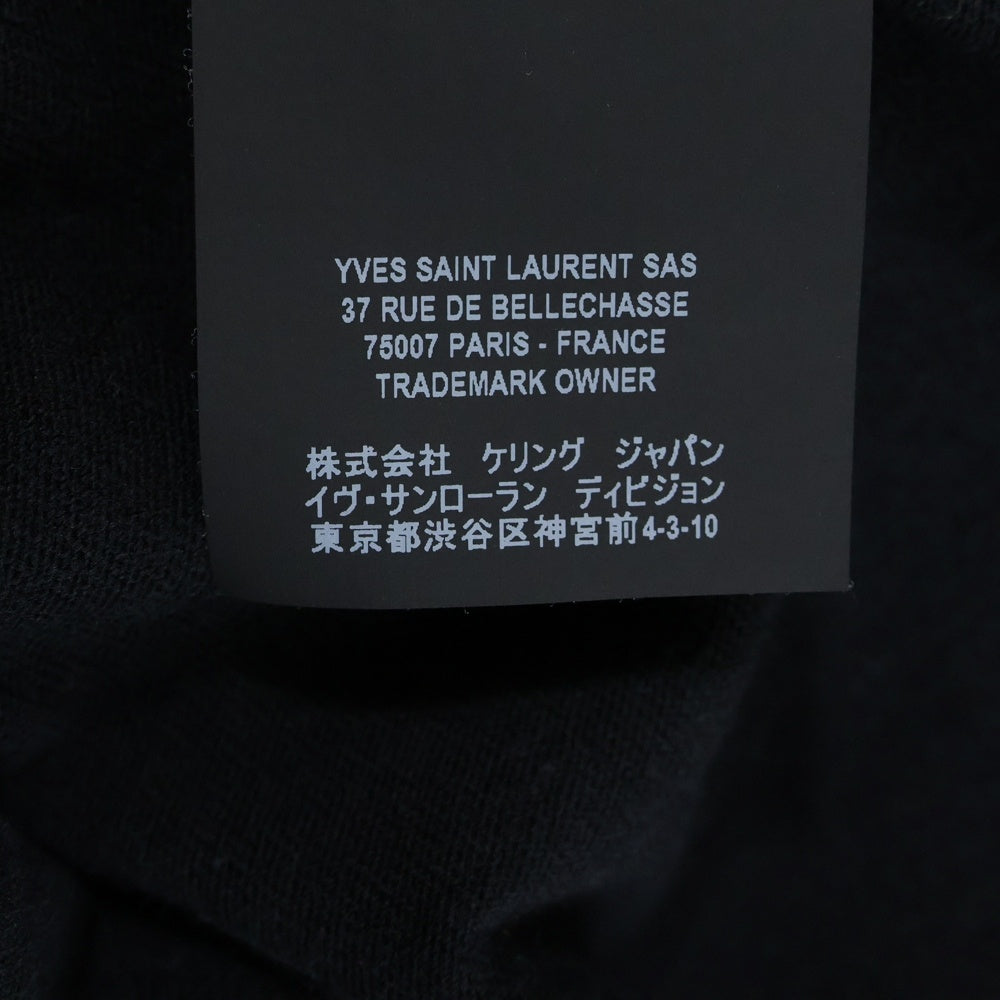 YVES SAINT LAURENT SAS
37 RUE DE BELLECHASSE
75007 PARIS - FRANCE
TRADEMARK OWNER
株式会社 ケリング ジャパン
イヴ・サンローラン ディビジョン
東京都渋谷区神宮前4-3-10